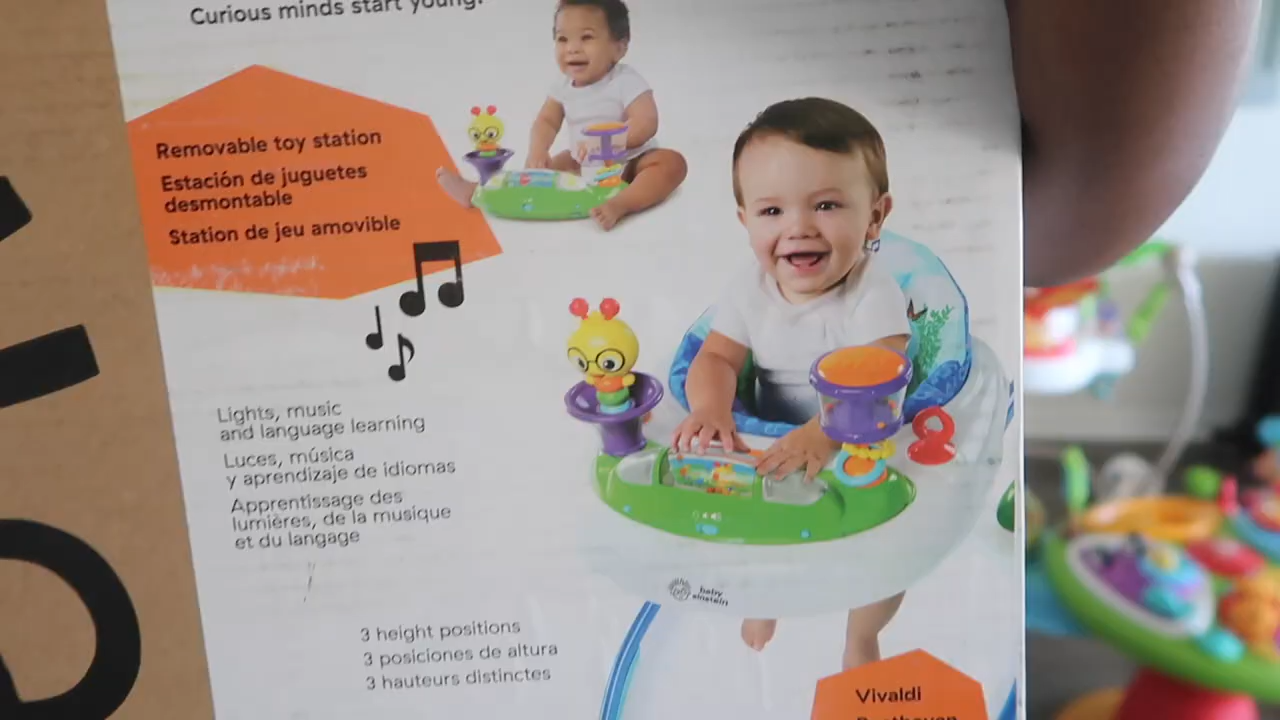 Curious minds start young.
Removable toy station
Estación de juguetes
desmontable
Station de jeu amovible
Lights, music
and language learning
Luces, música
y aprendizaje de idiomas
Apprentissage des
lumières, de la musique
et du langage
baby
einstein
3 height positions
3 posiciones de altura
3 hauteurs distinctes
Vivaldi
Beethoven